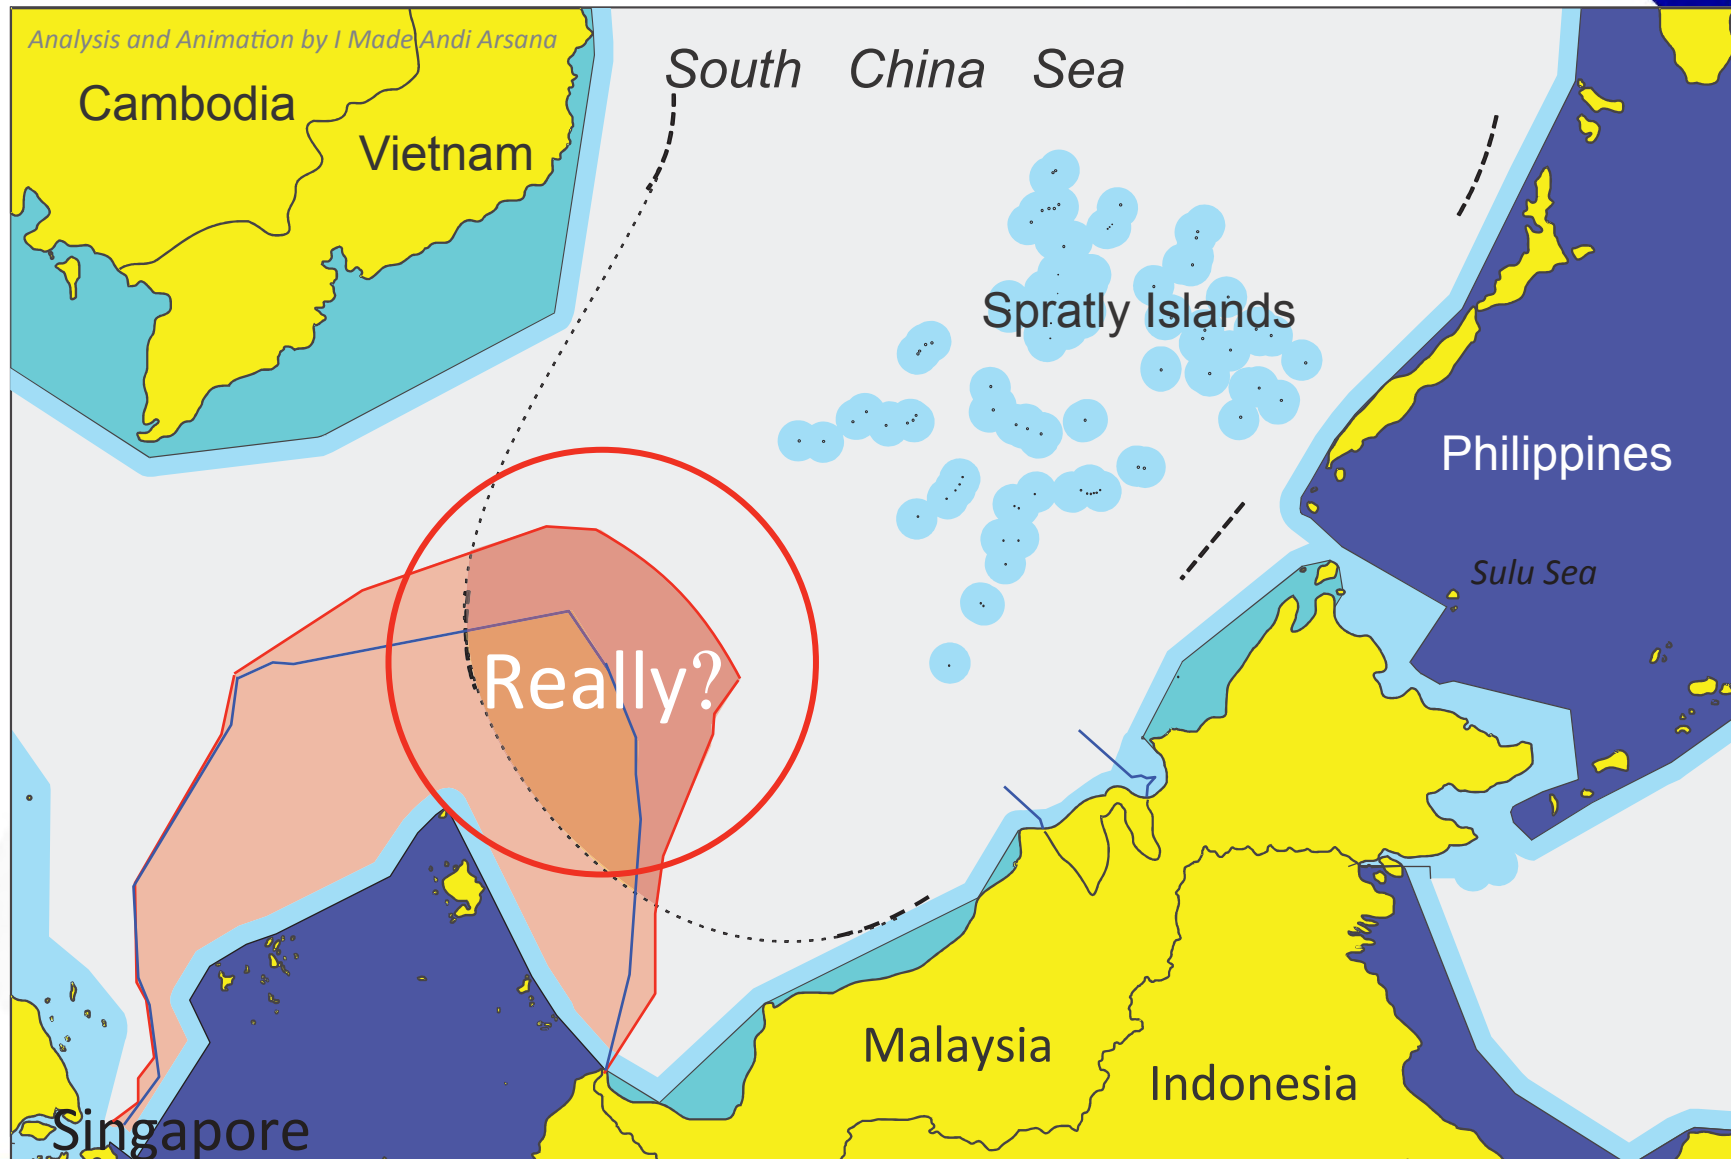 Analysis and Animation by I Made Andi Arsana
South China Sea
Cambodia
Vietnam
Spratly Islands
Philippines
Sulu Sea
Really?
Malaysia
Indonesia
Singapore